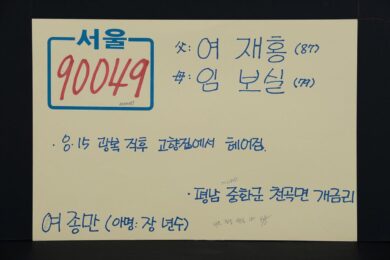 서울
90049
父: 여 재홍 (87)
母: 임 보실 (77)
· 8.15 광복 직후 고향집에서 헤어짐.
· 평남 중화군 천곡면 개금리
여 종만 (아명: 장 년수)